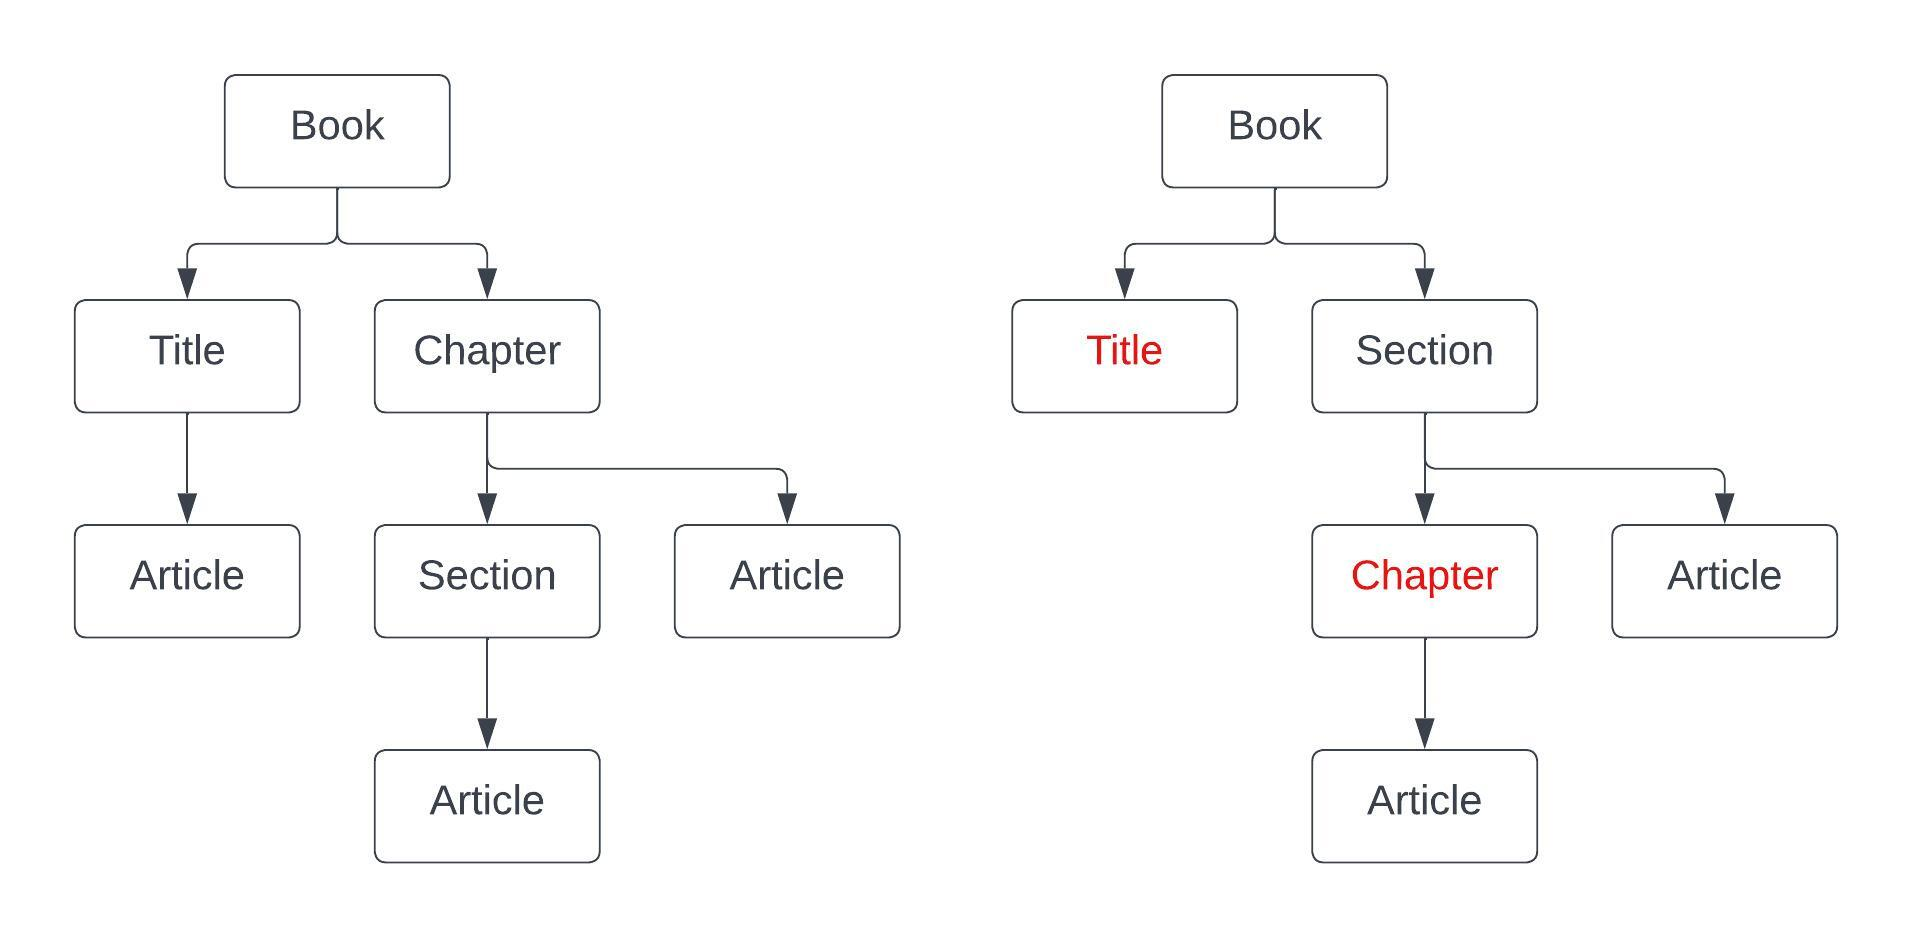 Book
Title
Chapter
Article
Section
Article
Article
Book
Title
Section
Chapter
Article
Article